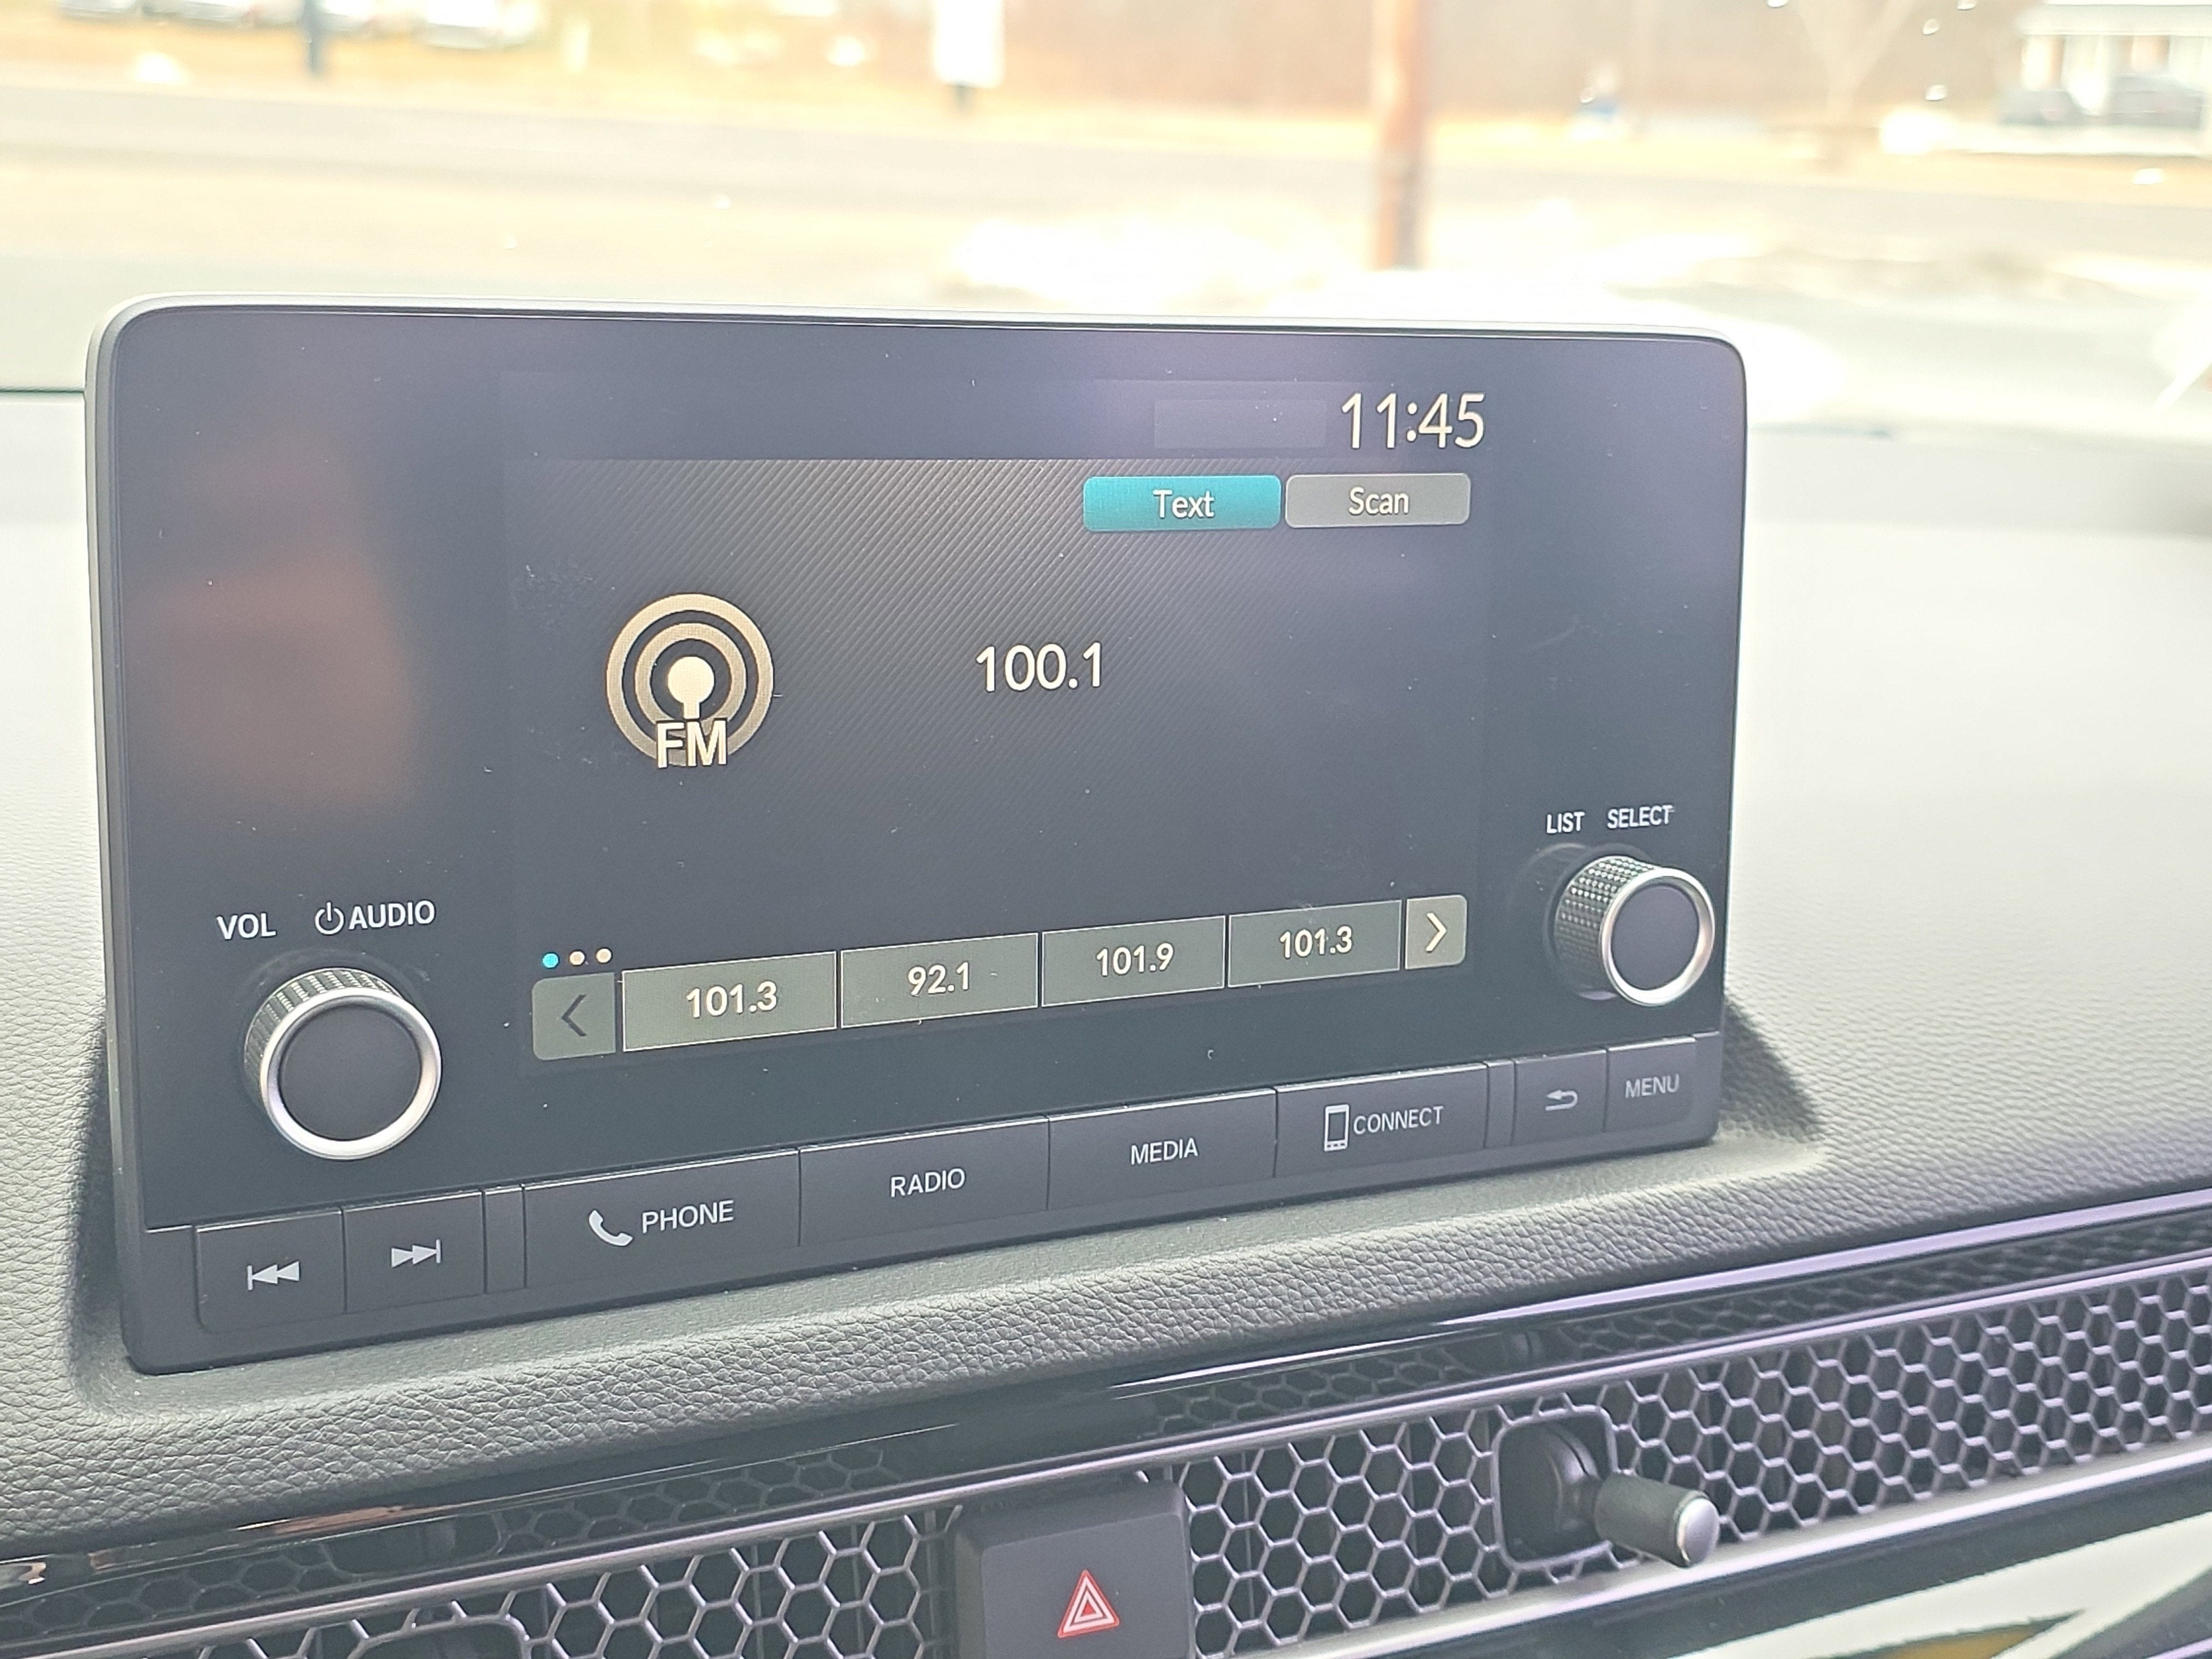 11:45
Text Scan
FM
100.1
LIST SELECT
VOL AUDIO
101.3 92.1 101.9 101.3
PHONE RADIO MEDIA CONNECT MENU